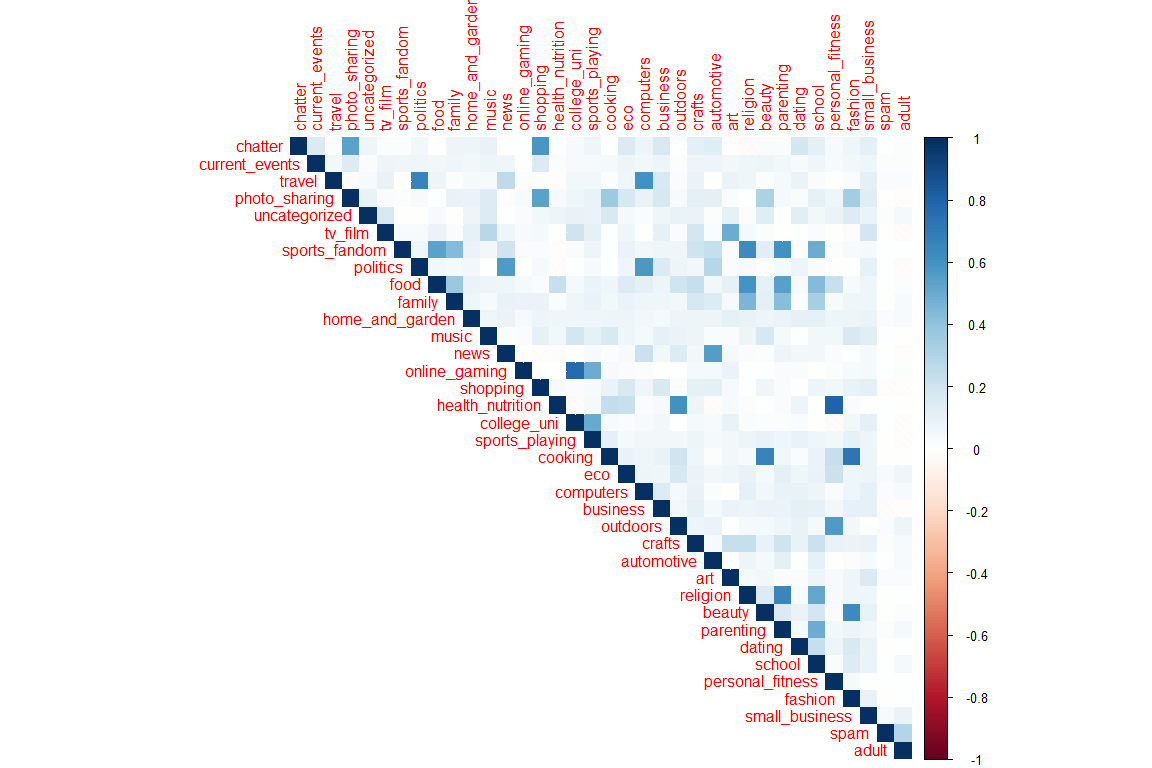 chatter
current_events
travel
photo_sharing
uncategorized
tv_film
sports_fandom
politics
food
family
home_and_garden
music
news
online_gaming
shopping
health_nutrition
college_uni
sports_playing
cooking
eco
computers
business
outdoors
crafts
automotive
art
religion
beauty
parenting
dating
school
personal_fitness
fashion
small_business
spam
adult
chatter
current_events
travel
photo_sharing
uncategorized
tv_film
sports_fandom
politics
food
family
home_and_garden
music
news
online_gaming
shopping
health_nutrition
college_uni
sports_playing
cooking
eco
computers
business
outdoors
crafts
automotive
art
religion
beauty
parenting
dating
school
personal_fitness
fashion
small_business
spam
adult
1
0.8
0.6
0.4
0.2
0
-0.2
-0.4
-0.6
-0.8
-1